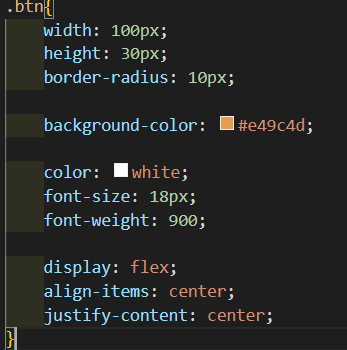 .btn{
    width: 100px;
    height: 30px;
    border-radius: 10px;

    background-color: #e49c4d;

    color: white;
    font-size: 18px;
    font-weight: 900;

    display: flex;
    align-items: center;
    justify-content: center;
}